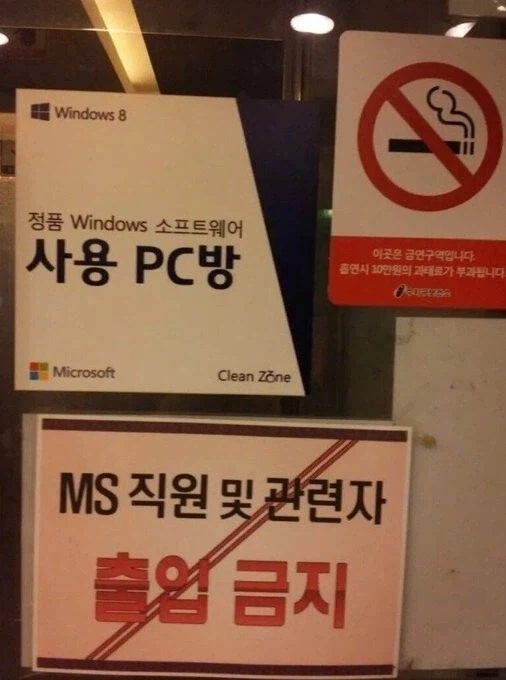 Windows 8
정품 Windows 소프트웨어
사용 PC방
Microsoft
Clean Zone
이곳은 금연구역입니다.
흡연시 10만원의 과태료가 부과됩니다
MS 직원 및 관련자
출입 금지